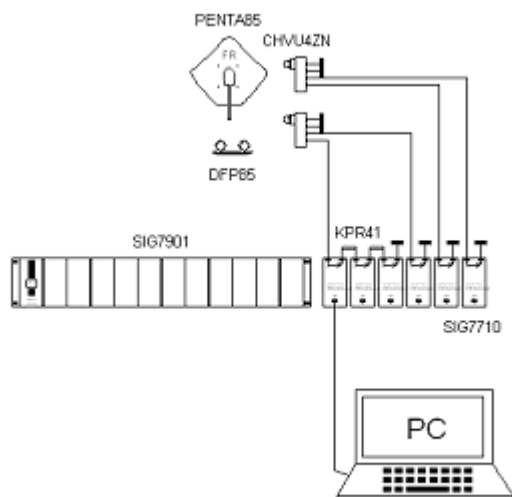 PENTA85
CHVU4ZN
FR
DFP85
KPR41
SIG7901
SIG7710
PC